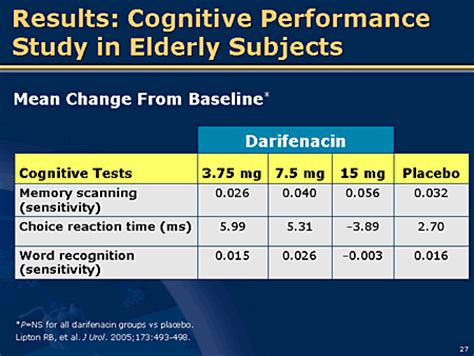 Results: Cognitive Performance
Study in Elderly Subjects
Mean Change From Baseline*
Darifenacin
Cognitive Tests 3.75 mg 7.5 mg 15 mg Placebo
Memory scanning 0.026 0.040 0.056 0.032
(sensitivity)
Choice reaction time (ms) 5.99 5.31 –3.89 2.70
Word recognition 0.015 0.026 –0.003 0.016
(sensitivity)
*P=NS for all darifenacin groups vs placebo.
Lipton RB, et al. J Urol. 2005;173:493-498.
27